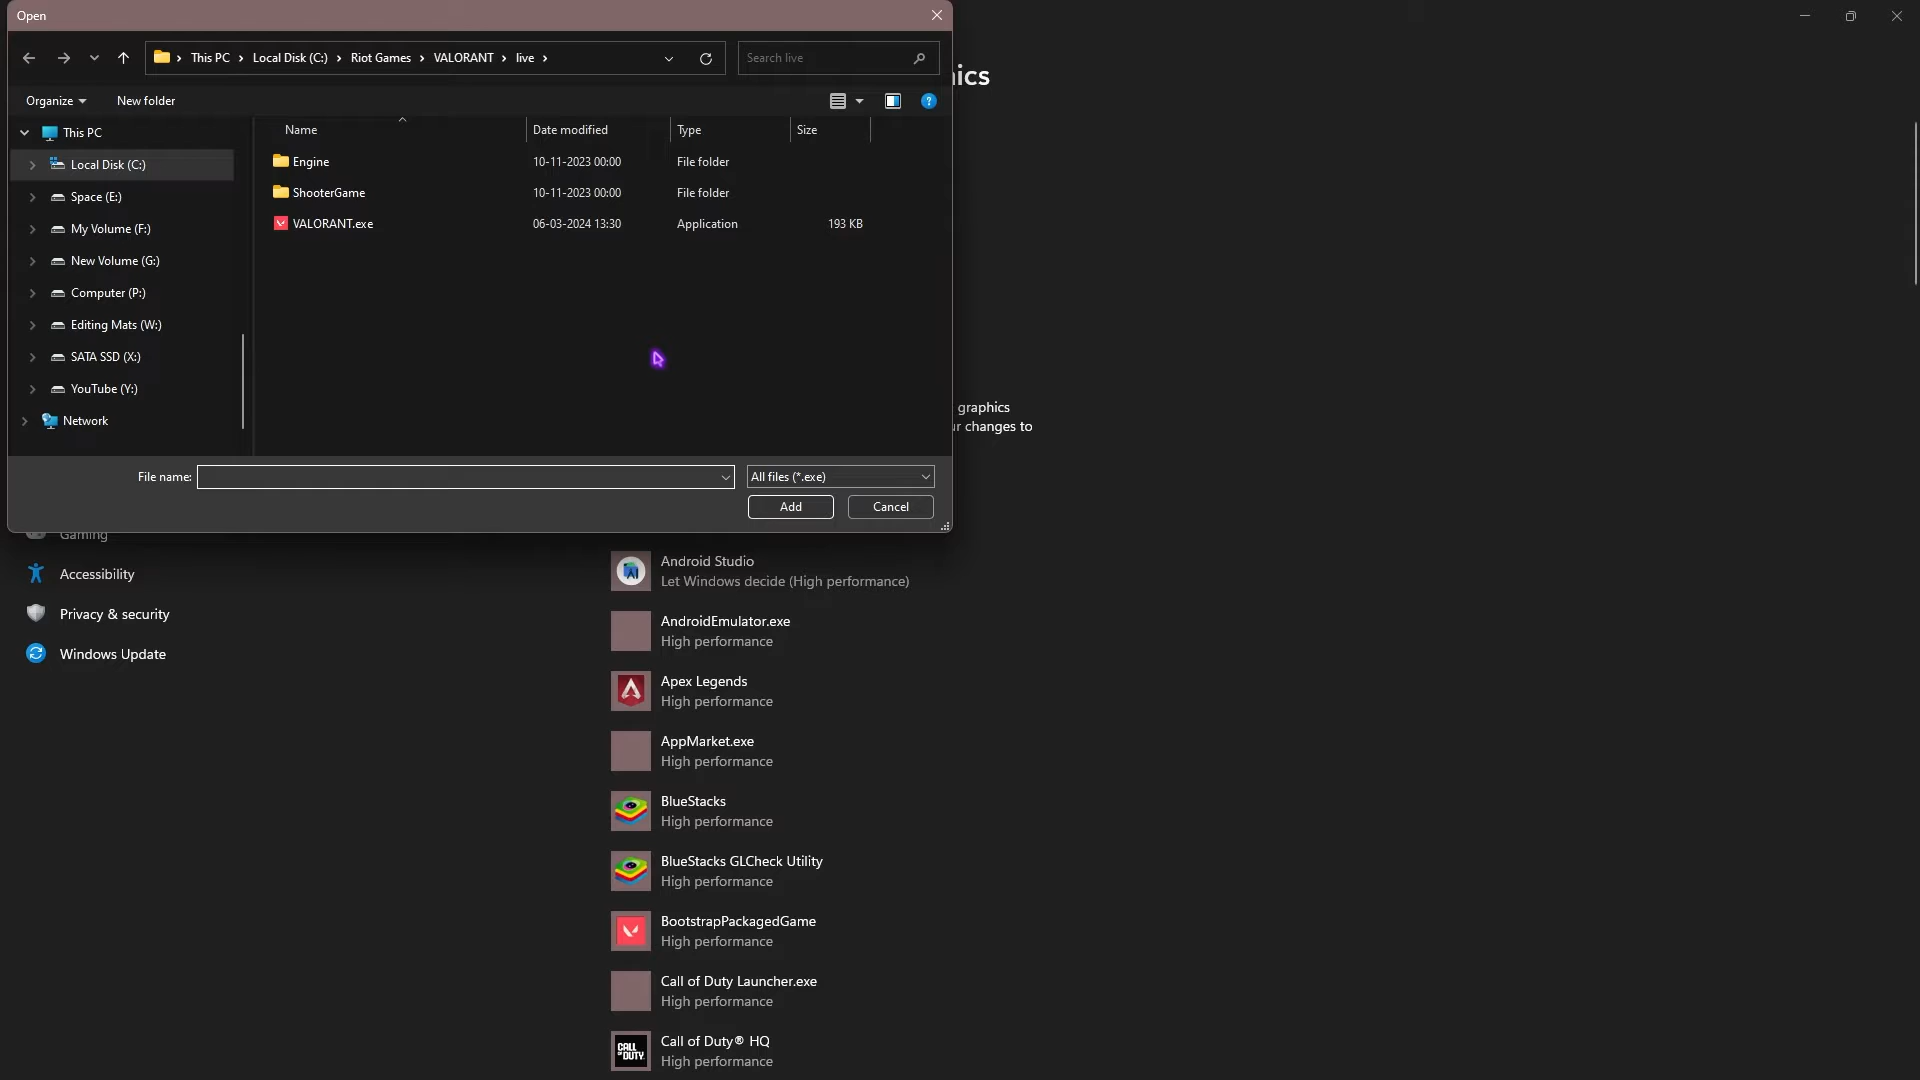 Open
This PC
Local Disk (C:)
Riot Games
VALORANT
live
Search live
ics
Organize
New folder
?
Name
Date modified
Type
Size
Engine
10-11-2023 00:00
File folder
ShooterGame
10-11-2023 00:00
File folder
VALORANT.exe
06-03-2024 13:30
Application
193 KB
This PC
Local Disk (C:)
Space (E:)
My Volume (F:)
New Volume (G:)
Computer (P:)
Editing Mats (W:)
SATA SSD (X:)
YouTube (Y:)
Network
File name:
All files (*.exe)
Add
Cancel
graphics
r changes to
Gaming
Accessibility
Privacy & security
Windows Update
Android Studio
Let Windows decide (High performance)
AndroidEmulator.exe
High performance
Apex Legends
High performance
AppMarket.exe
High performance
BlueStacks
High performance
BlueStacks GLCheck Utility
High performance
BootstrapPackagedGame
High performance
Call of Duty Launcher.exe
High performance
CALL OF DUTY
Call of Duty® HQ
High performance